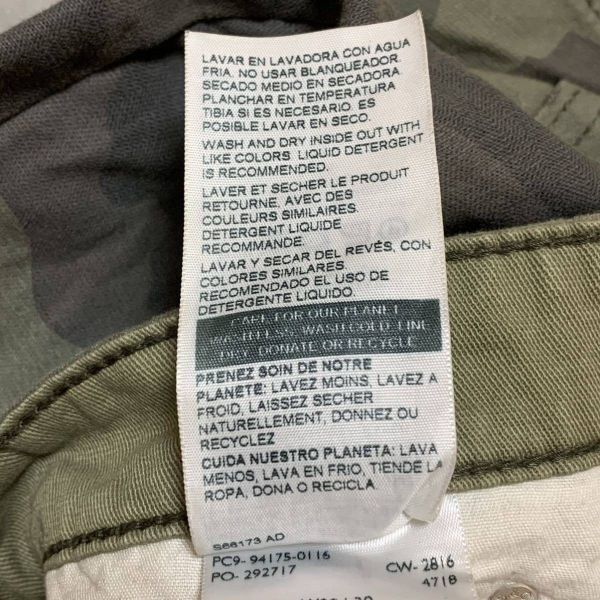 LAVAR EN LAVADORA CON AGUA
FRIA. NO USAR BLANQUEADOR.
SECADO MEDIO EN SECADORA.
PLANCHAR EN TEMPERATURA
TIBIA SI ES NECESARIO. ES
POSIBLE LAVAR EN SECO.
WASH AND DRY INSIDE OUT WITH
LIKE COLORS. LIQUID DETERGENT
IS RECOMMENDED.
LAVER ET SECHER LE PRODUIT
RETOURNE, AVEC DES
COULEURS SIMILAIRES.
DETERGENT LIQUIDE
RECOMMANDE.
LAVAR Y SECAR DEL REVÉS, CON
COLORES SIMILARES.
RECOMENDADO EL USO DE
DETERGENTE LÍQUIDO.
CARE FOR OUR PLANET
WASH LESS, WASH COLD, LINE
DRY, DONATE OR RECYCLE
PRENEZ SOIN DE NOTRE
PLANÈTE: LAVEZ MOINS, LAVEZ A
FROID, LAISSEZ SECHER
NATURELLEMENT, DONNEZ OU
RECYCLEZ
CUIDA NUESTRO PLANETA: LAVA
MENOS, LAVA EN FRIO, TIENDE LA
ROPA, DONA O RECICLA.
S66173 AD
PC9- 94175-0116 CW- 2816
PO- 292717 4718